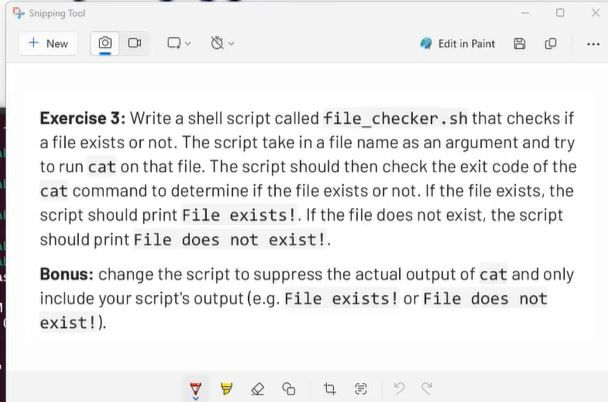 Snipping Tool
New
Edit in Paint
Exercise 3: Write a shell script called file_checker.sh that checks if
a file exists or not. The script take in a file name as an argument and try
to run cat on that file. The script should then check the exit code of the
cat command to determine if the file exists or not. If the file exists, the
script should print File exists!. If the file does not exist, the script
should print File does not exist!.
Bonus: change the script to suppress the actual output of cat and only
include your script's output (e.g. File exists! or File does not
exist!).